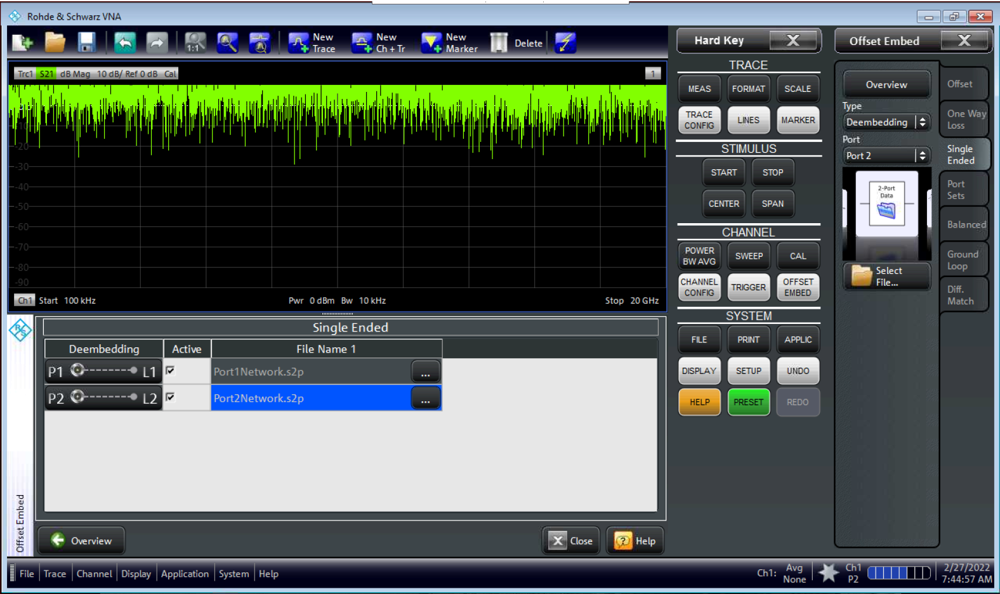 Rohde & Schwarz VNA
1:1
New Trace
New Ch + Tr
New Marker
Delete
Trc1 S21 dB Mag 10 dB/ Ref 0 dB Cal
1
-10
-20
-30
-40
-50
-60
-70
-80
-90
Ch1 Start 100 kHz
Pwr 0 dBm Bw 10 kHz
Stop 20 GHz
Single Ended
Deembedding Active File Name 1
P1 L1 Port1Network.s2p ...
P2 L2 Port2Network.s2p ...
Offset Embed
Overview
Close
Help
Hard Key X
TRACE
MEAS FORMAT SCALE
TRACE CONFIG LINES MARKER
STIMULUS
START STOP
CENTER SPAN
CHANNEL
POWER BW AVG SWEEP CAL
CHANNEL CONFIG TRIGGER OFFSET EMBED
SYSTEM
FILE PRINT APPLIC
DISPLAY SETUP UNDO
HELP PRESET REDO
Offset Embed X
Overview
Type
Deembedding
Port
Port 2
2-Port
Data
Select
File...
Offset
One Way
Loss
Single
Ended
Port
Sets
Balanced
Ground
Loop
Diff.
Match
File Trace Channel Display Application System Help
Ch1: Avg None
Ch1 P2
2/27/2022
7:44:57 AM